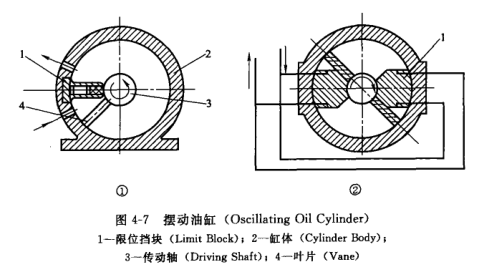 1
2
3
4
1
①
②
图 4-7 摆动油缸（Oscillating Oil Cylinder）
1—限位挡块（Limit Block）；2—缸体（Cylinder Body）；
3—传动轴（Driving Shaft）；4—叶片（Vane）